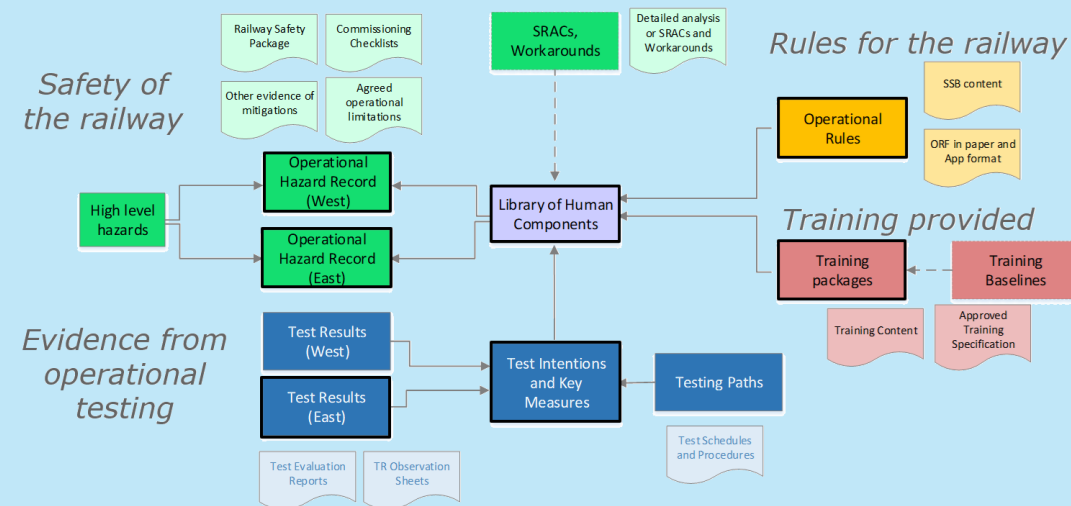 Safety of
the railway
Railway Safety
Package
Commissioning
Checklists
Other evidence of
mitigations
Agreed
operational
limitations
SRACs,
Workarounds
Detailed analysis
or SRACs and
Workarounds
Rules for the railway
SSB content
Operational
Rules
ORF in paper and
App format
High level
hazards
Operational
Hazard Record
(West)
Operational
Hazard Record
(East)
Library of Human
Components
Training provided
Training
packages
Training
Baselines
Training Content
Approved
Training
Specification
Evidence from
operational
testing
Test Results
(West)
Test Results
(East)
Test Intentions
and Key
Measures
Testing Paths
Test Schedules
and Procedures
Test Evaluation
Reports
TR Observation
Sheets